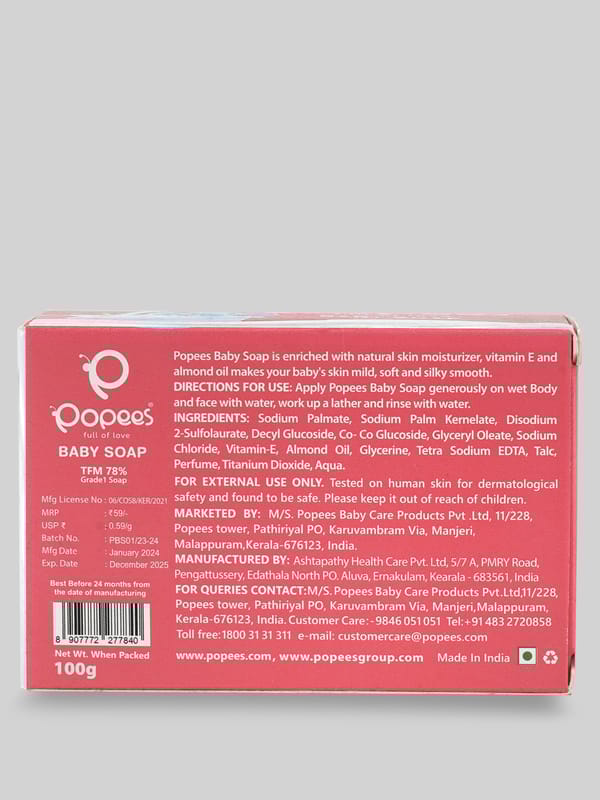 Popees
full of love
BABY SOAP
TFM 78%
Grade1 Soap
Mfg License No : 06/COS8/KER/2021
MRP : ₹59/-
USP ₹ : 0.59/g
Batch No. : PBS01/23-24
Mfg Date : January 2024
Exp. Date : December 2025
Best Before 24 months from
the date of manufacturing
8 907772 277840
Net Wt. When Packed
100g
Popees Baby Soap is enriched with natural skin moisturizer, vitamin E and
almond oil makes your baby's skin mild, soft and silky smooth.
DIRECTIONS FOR USE: Apply Popees Baby Soap generously on wet Body
and face with water, work up a lather and rinse with water.
INGREDIENTS: Sodium Palmate, Sodium Palm Kernelate, Disodium
2-Sulfolaurate, Decyl Glucoside, Co- Co Glucoside, Glyceryl Oleate, Sodium
Chloride, Vitamin-E, Almond Oil, Glycerine, Tetra Sodium EDTA, Talc,
Perfume, Titanium Dioxide, Aqua.
FOR EXTERNAL USE ONLY. Tested on human skin for dermatological
safety and found to be safe. Please keep it out of reach of children.
MARKETED BY: M/S. Popees Baby Care Products Pvt .Ltd, 11/228,
Popees tower, Pathiriyal PO, Karuvambram Via, Manjeri,
Malappuram,Kerala-676123, India.
MANUFACTURED BY: Ashtapathy Health Care Pvt. Ltd, 5/7 A, PMRY Road,
Pengattussery, Edathala North PO. Aluva, Ernakulam, Kearala - 683561, India
FOR QUERIES CONTACT:M/S. Popees Baby Care Products Pvt.Ltd,11/228,
Popees tower, Pathiriyal PO, Karuvambram Via, Manjeri,Malappuram,
Kerala-676123, India. Customer Care:-9846 051 051 Tel:+91 483 2720858
Toll free:1800 31 31 311 e-mail: customercare@popees.com
www.popees.com, www.popeesgroup.com Made In India